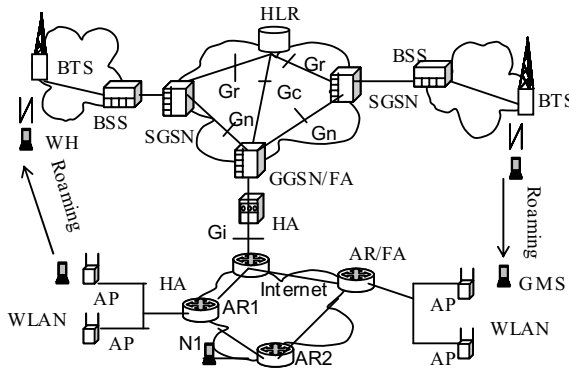 HLR
BTS
BSS
SGSN
WH
Gr
Gc
Gr
Gn
Gn
BSS
SGSN
BTS
GGSN/FA
HA
Gi
Roaming
Roaming
AP
WLAN
AP
HA
AR1
Internet
AR/FA
N1
AR2
GMS
AP
WLAN
AP